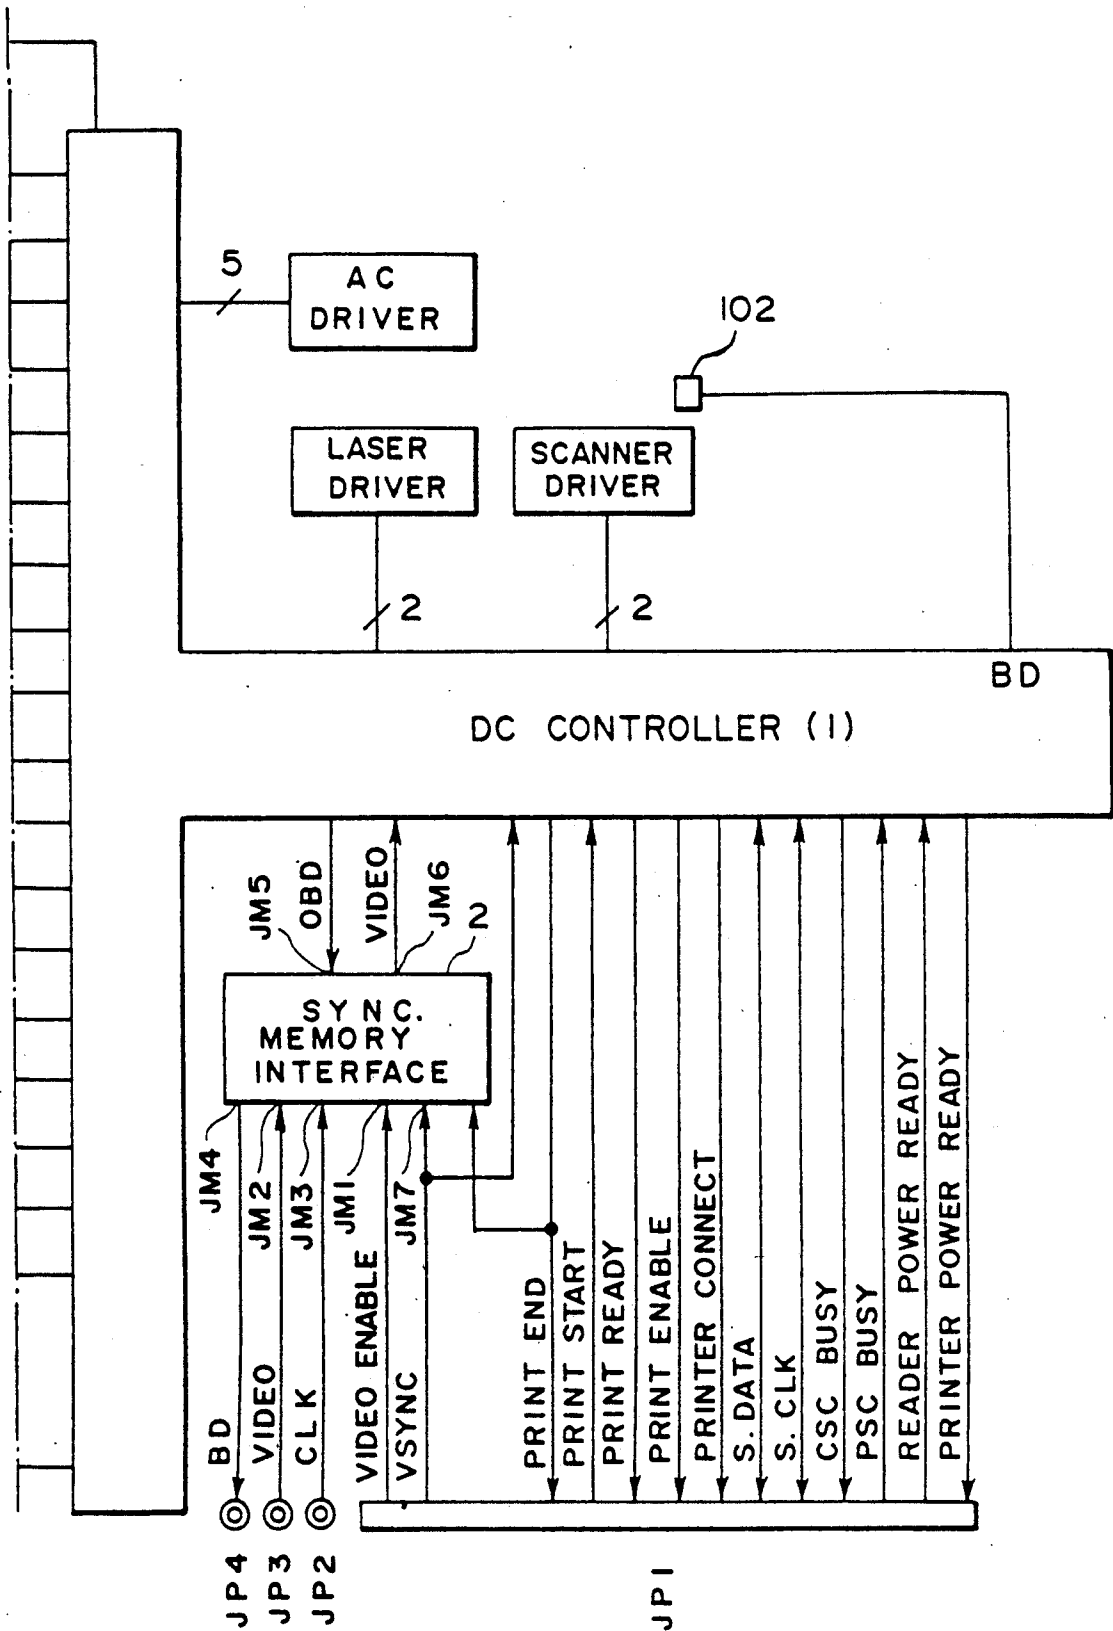 5
AC
DRIVER
102
LASER
DRIVER
SCANNER
DRIVER
2
2
BD
DC CONTROLLER (1)
JM5
OBD
VIDEO
JM6
2
SYNC.
MEMORY
INTERFACE
JM4
JM2
JM3
JM1
JM7
BD
VIDEO
CLK
VIDEO ENABLE
VSYNC
PRINT END
PRINT START
PRINT READY
PRINT ENABLE
PRINTER CONNECT
S. DATA
S. CLK
CSC BUSY
PSC BUSY
READER POWER READY
PRINTER POWER READY
JP4
JP3
JP2
JP1